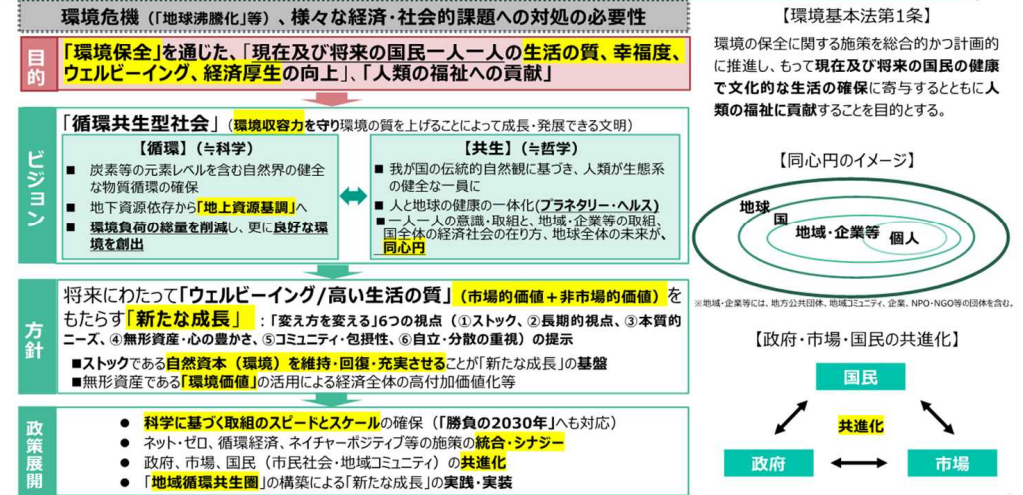 環境危機(「地球沸騰化」等)、様々な経済・社会的課題への対処の必要性
目的
「環境保全」を通じた、「現在及び将来の国民一人一人の生活の質、幸福度、
ウェルビーイング、経済厚生の向上」、「人類の福祉への貢献」
ビジョン
「循環共生型社会」(環境収容力を守り環境の質を上げることによって成長・発展できる文明)
【循環】(≒科学)
■ 炭素等の元素レベルを含む自然界の健全
な物質循環の確保
■ 地下資源依存から「地上資源基調」へ
■ 環境負荷の総量を削減し、更に良好な環
境を創出
【共生】(≒哲学)
■ 我が国の伝統的自然観に基づき、人類が生態系
の健全な一員に
■ 人と地球の健康の一体化(プラネタリー・ヘルス)
■一人一人の意識・取組と、地域・企業等の取組、
国全体の経済社会の在り方、地球全体の未来が、
同心円
方針
将来にわたって「ウェルビーイング/高い生活の質」(市場的価値+非市場的価値)を
もたらす「新たな成長」:「変え方を変える」6つの視点(①ストック、②長期的視点、③本質的
ニーズ、④無形資産・心の豊かさ、⑤コミュニティ・包摂性、⑥自立・分散の重視)の提示
■ストックである自然資本(環境)を維持・回復・充実させることが「新たな成長」の基盤
■無形資産である「環境価値」の活用による経済全体の高付加価値化等
政策展開
● 科学に基づく取組のスピードとスケールの確保(「勝負の2030年」へも対応)
● ネット・ゼロ、循環経済、ネイチャーポジティブ等の施策の統合・シナジー
● 政府、市場、国民(市民社会・地域コミュニティ)の共進化
● 「地域循環共生圏」の構築による「新たな成長」の実践・実装
【環境基本法第1条】
環境の保全に関する施策を総合的かつ計画的
に推進し、もって現在及び将来の国民の健康
で文化的な生活の確保に寄与するとともに人
類の福祉に貢献することを目的とする。
【同心円のイメージ】
地球
国
地域・企業等
個人
※地域・企業等には、地方公共団体、地域コミュニティ、企業、NPO・NGO等の団体を含む。
【政府・市場・国民の共進化】
国民
共進化
政府
市場